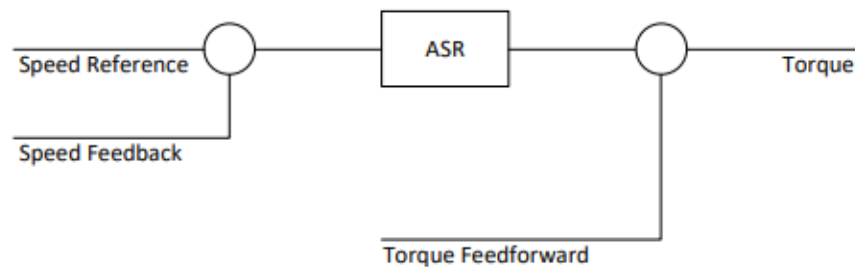 ASR
Speed Reference
Torque
Speed Feedback
Torque Feedforward